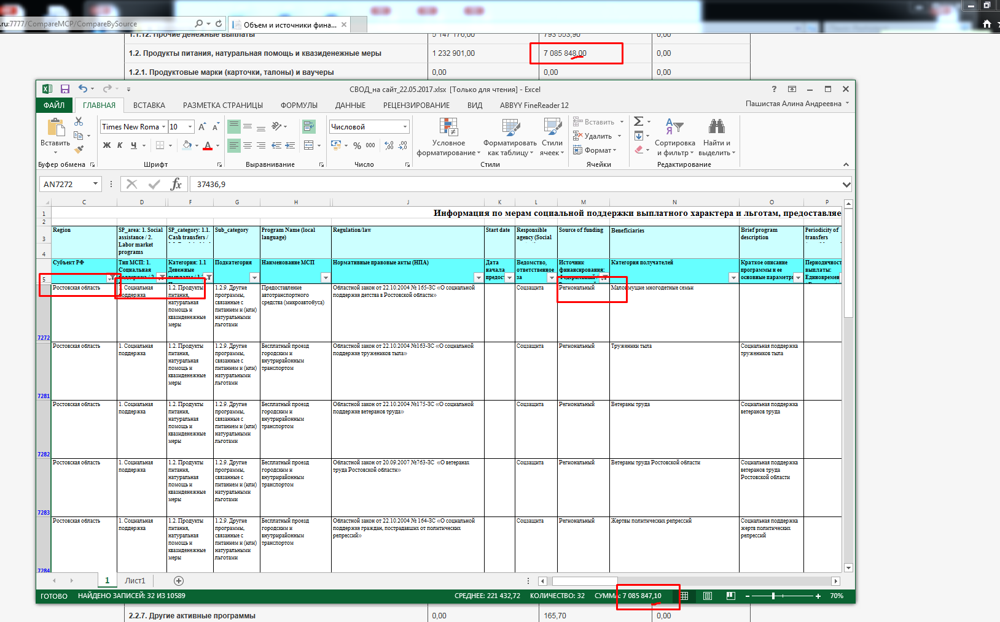 .ru:7777/CompareMCP/CompareBySource
Объем и источники фина...
1.1.12. Прочие денежные выплаты 5 147 176,00 793 553,90 0,00
1.2. Продукты питания, натуральная помощь и квазиденежные меры 1 232 901,00 7 085 848,00 0,00
1.2.1. Продуктовые марки (карточки, талоны) и ваучеры 0,00 0,00 0,00
СВОД_на сайт_22.05.2017.xlsx [Только для чтения] - Excel
ФАЙЛ ГЛАВНАЯ ВСТАВКА РАЗМЕТКА СТРАНИЦЫ ФОРМУЛЫ ДАННЫЕ РЕЦЕНЗИРОВАНИЕ ВИД ABBYY FineReader 12 Пашистая Алина Андреевна
Вставить
Times New Roma 10
Ж К Ч
Числовой
% 000
Условное
форматирование
Форматировать
как таблицу
Стили
ячеек
Вставить
Удалить
Формат
Сортировка
и фильтр
Найти и
выделить
Буфер обмена Шрифт Выравнивание Число Стили Ячейки Редактирование
AN7272 fx 37436,9
C D F G H J K L M N O P
1 Информация по мерам социальной поддержки выплатного характера и льготам, предоставляе
2
3
4
Region
SP_area: 1. Social
assistance / 2.
Labor market
programs
SP_category: 1.1.
Cash transfers /
Sub_category
Program Name (local
language)
Regulation/law
Start date
Responsible
agency (Social
Source of funding
Beneficiaries
Brief program
description
Periodicity of
transfers
5
Субъект РФ
Тип МСП: 1.
Социальная
поддержка / 2.
Категория: 1.1
Денежные
выплаты / 1.2
Подкатегория
Наименование МСП
Нормативные правовые акты (НПА)
Дата
начала
предост
Ведомство,
ответственное
за
Источник
финансирования:
Федеральный /
Категория получателей
Краткое описание
программы и ее
основные параметры
Периодичност
выплаты:
Единовремен
7272
Ростовская область
1. Социальная
поддержка
1.2. Продукты
питания,
натуральная
помощь и
квазиденежные
меры
1.2.9. Другие
программы,
связанные с
питанием и (или)
натуральными
льготами
Предоставление
автотранспортного
средства (микроавтобуса)
Областной закон от 22.10.2004 № 165-ЗС «О социальной
поддержке детства в Ростовской области»
Соцзащита
Региональный
Малоимущие многодетные семьи
7281
Ростовская область
1. Социальная
поддержка
1.2. Продукты
питания,
натуральная
помощь и
квазиденежные
меры
1.2.9. Другие
программы,
связанные с
питанием и (или)
натуральными
льготами
Бесплатный проезд
городским и
внутрирайонным
транспортом
Областной закон от 22.10.2004 №163-ЗС «О социальной
поддержке тружеников тыла»
Соцзащита
Региональный
Труженики тыла
Социальная поддержка
тружеников тыла
7282
Ростовская область
1. Социальная
поддержка
1.2. Продукты
питания,
натуральная
помощь и
квазиденежные
меры
1.2.9. Другие
программы,
связанные с
питанием и (или)
натуральными
льготами
Бесплатный проезд
городским и
внутрирайонным
транспортом
Областной закон от 22.10.2004 №175-ЗС «О социальной
поддержке ветеранов труда»
Соцзащита
Региональный
Ветераны труда
Социальная поддержка
ветеранов труда
7283
Ростовская область
1. Социальная
поддержка
1.2. Продукты
питания,
натуральная
помощь и
квазиденежные
меры
1.2.9. Другие
программы,
связанные с
питанием и (или)
натуральными
льготами
Бесплатный проезд
городским и
внутрирайонным
транспортом
Областной закон от 20.09.2007 №763-ЗС «О ветеранах
труда Ростовской области»
Соцзащита
Региональный
Ветераны труда Ростовской области
Социальная поддержка
ветеранов труда
Ростовской области
7284
Ростовская область
1. Социальная
поддержка
1.2. Продукты
питания,
натуральная
помощь и
квазиденежные
меры
1.2.9. Другие
программы,
связанные с
питанием и (или)
натуральными
льготами
Бесплатный проезд
городским и
внутрирайонным
транспортом
Областной закон от 22.10.2004 № 164-ЗС «О социальной
поддержке граждан, пострадавших от политических
репрессий»
Соцзащита
Региональный
Жертвы политических репрессий
Социальная поддержка
жертв политических
репрессий
1 Лист1
ГОТОВО НАЙДЕНО ЗАПИСЕЙ: 32 ИЗ 10589 СРЕДНЕЕ: 221 432,72 КОЛИЧЕСТВО: 32 СУММА: 7 085 847,10 70%
2.2.7. Другие активные программы 0,00 165,70 0,00